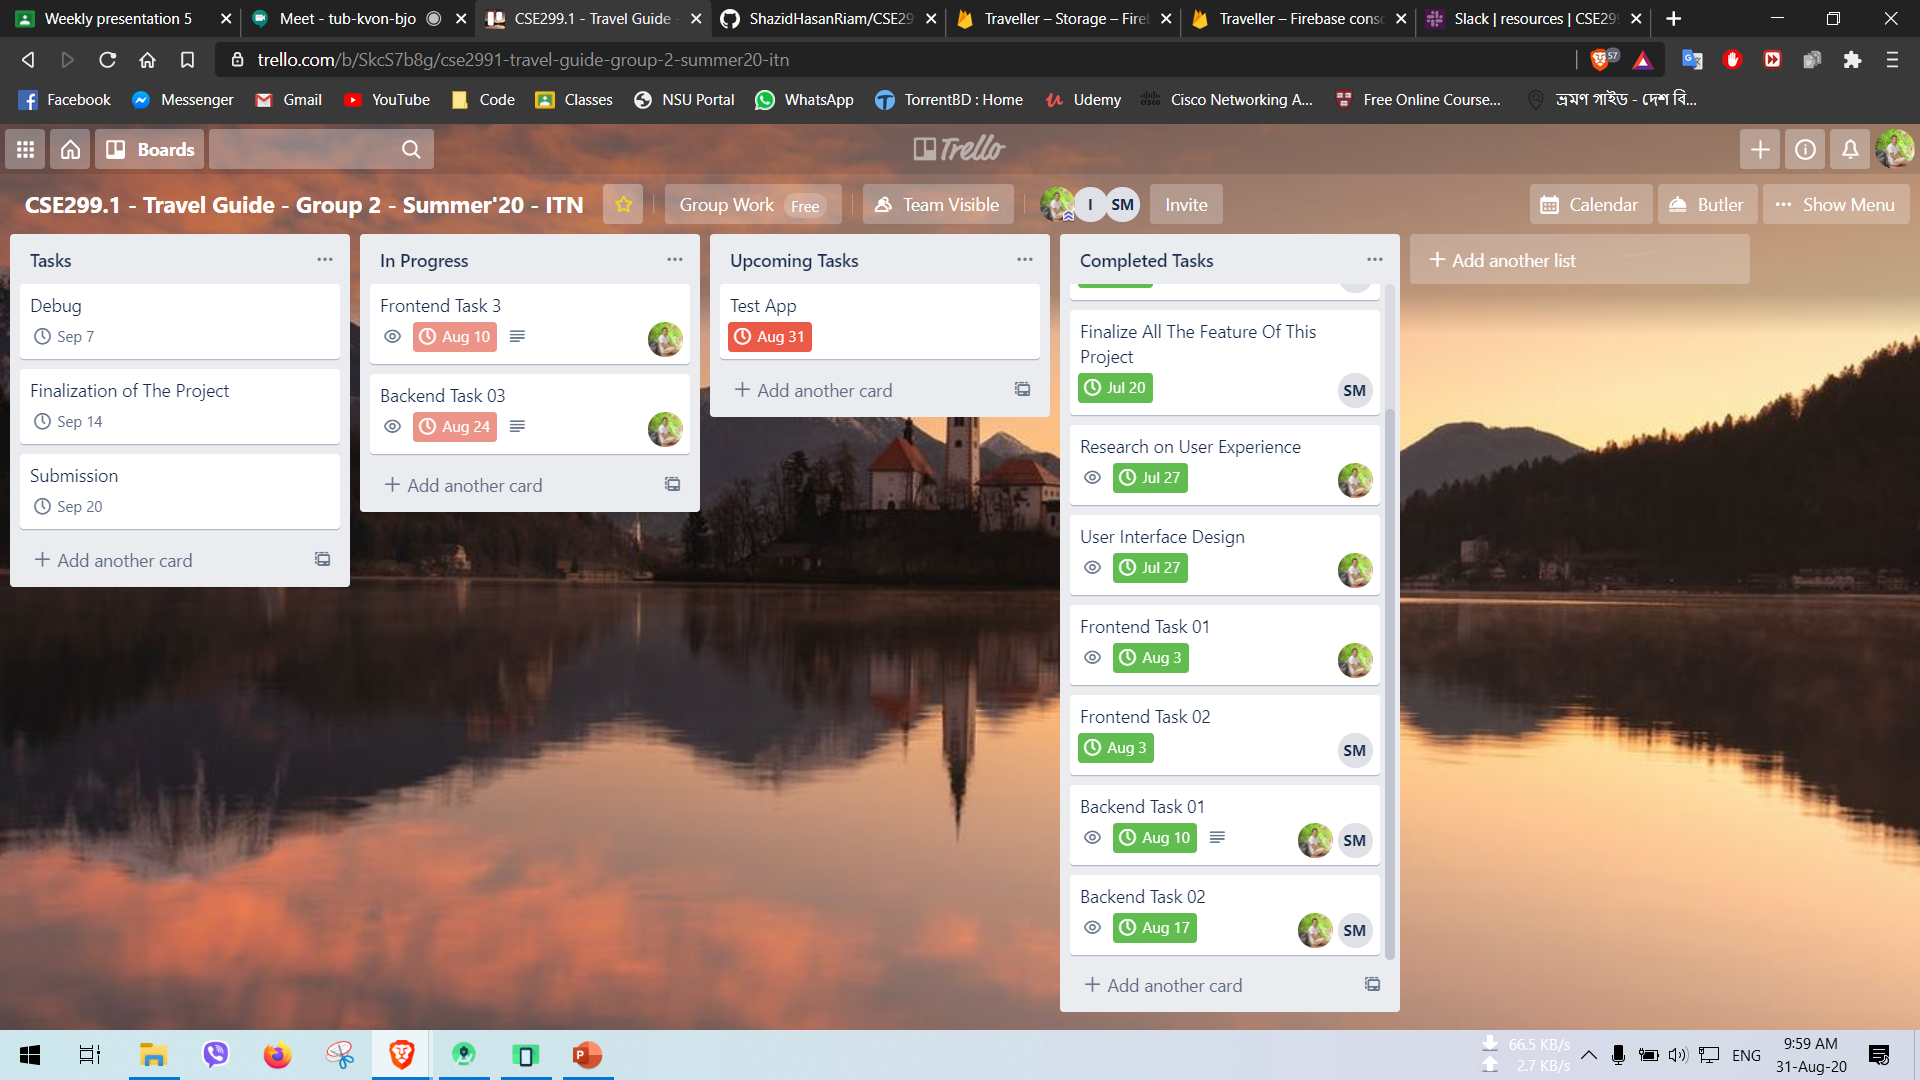 Weekly presentation 5
Meet - tub-kvon-bjo
CSE299.1 - Travel Guide -
ShazidHasanRiam/CSE29
Traveller – Storage – Fire
Traveller – Firebase cons
Slack | resources | CSE29
trello.com/b/SkcS7b8g/cse2991-travel-guide-group-2-summer20-itn
57
Facebook
Messenger
Gmail
YouTube
Code
Classes
NSU Portal
WhatsApp
TorrentBD : Home
Udemy
Cisco Networking A...
Free Online Course...
ভ্রমণ গাইড - দেশ বি...
Boards
Trello
CSE299.1 - Travel Guide - Group 2 - Summer'20 - ITN
Group Work Free
Team Visible
I
SM
Invite
Calendar
Butler
Show Menu
Tasks
Debug
Sep 7
Finalization of The Project
Sep 14
Submission
Sep 20
+ Add another card
In Progress
Frontend Task 3
Aug 10
Backend Task 03
Aug 24
+ Add another card
Upcoming Tasks
Test App
Aug 31
+ Add another card
Completed Tasks
Finalize All The Feature Of This
Project
Jul 20
SM
Research on User Experience
Jul 27
User Interface Design
Jul 27
Frontend Task 01
Aug 3
Frontend Task 02
Aug 3
SM
Backend Task 01
Aug 10
SM
Backend Task 02
Aug 17
SM
+ Add another card
+ Add another list
66.5 KB/s
2.7 KB/s
ENG
9:59 AM
31-Aug-20